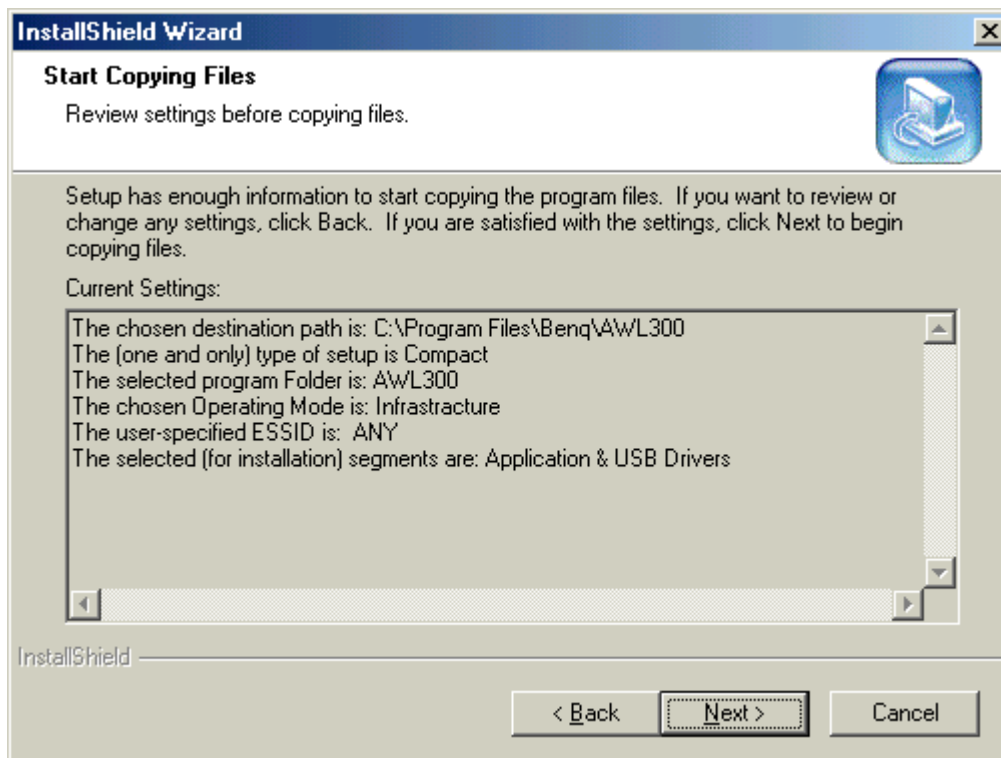 InstallShield Wizard
Start Copying Files
Review settings before copying files.
Setup has enough information to start copying the program files.  If you want to review or
change any settings, click Back.  If you are satisfied with the settings, click Next to begin
copying files.
Current Settings:
The chosen destination path is: C:\Program Files\Benq\AWL300
The (one and only) type of setup is Compact
The selected program Folder is: AWL300
The chosen Operating Mode is: Infrastracture
The user-specified ESSID is:  ANY
The selected (for installation) segments are: Application & USB Drivers
InstallShield
< Back
Next >
Cancel